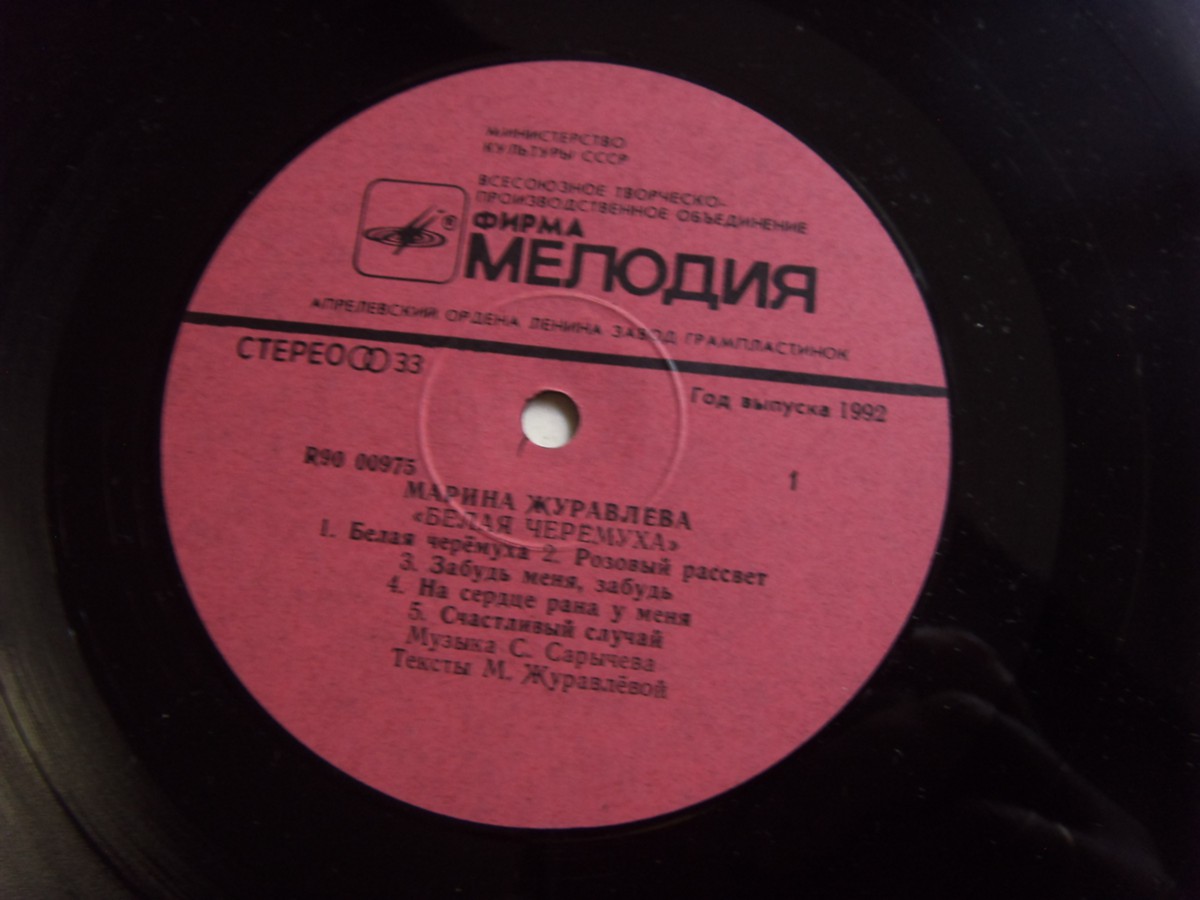 МИНИСТЕРСТВО
КУЛЬТУРЫ СССР
ВСЕСОЮЗНОЕ ТВОРЧЕСКО-
ПРОИЗВОДСТВЕННОЕ ОБЪЕДИНЕНИЕ
ФИРМА
®
МЕЛОДИЯ
АПРЕЛЕВСКИЙ ОРДЕНА ЛЕНИНА ЗАВОД ГРАМПЛАСТИНОК
СТЕРЕО 33
Год выпуска 1992
R90 00975
1
МАРИНА ЖУРАВЛЕВА
«БЕЛАЯ ЧЕРЕМУХА»
1. Белая черёмуха 2. Розовый рассвет
3. Забудь меня, забудь
4. На сердце рана у меня
5. Счастливый случай
Музыка С. Сарычева
Тексты М. Журавлёвой